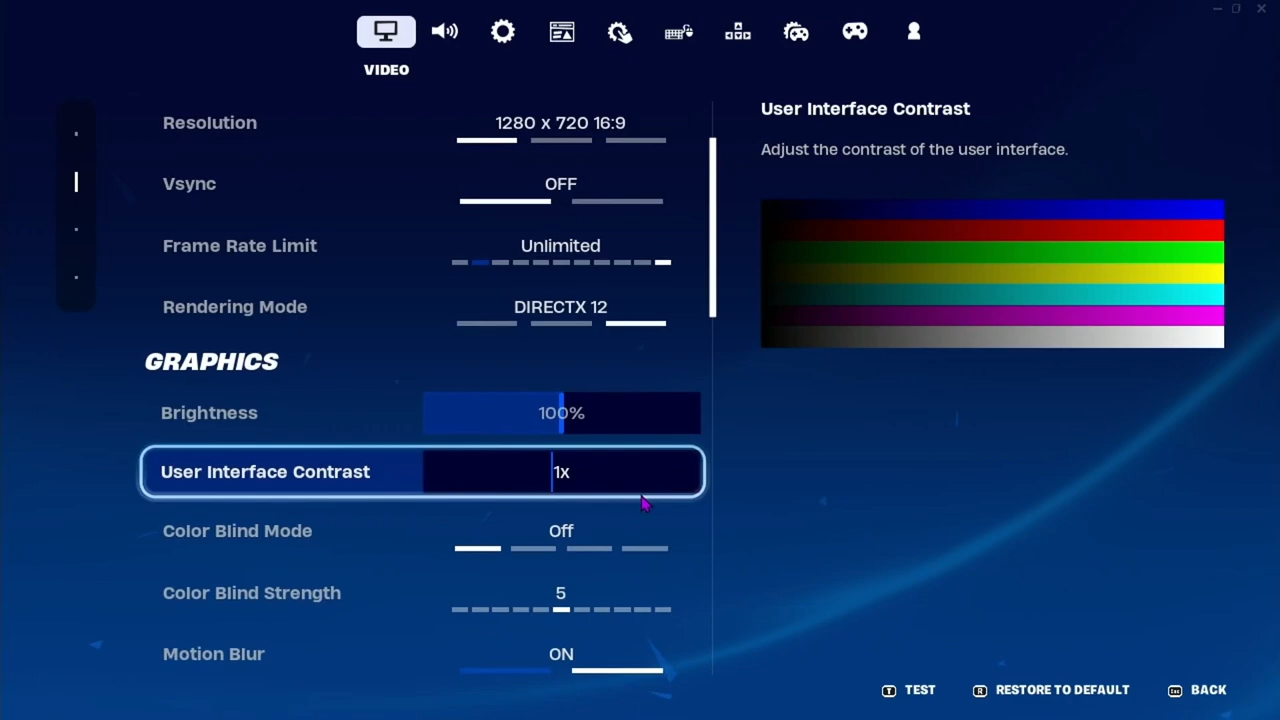 VIDEO
Resolution
1280 x 720 16:9
Vsync
OFF
Frame Rate Limit
Unlimited
Rendering Mode
DIRECTX 12
GRAPHICS
Brightness
100%
User Interface Contrast
1x
Color Blind Mode
Off
Color Blind Strength
5
Motion Blur
ON
User Interface Contrast
Adjust the contrast of the user interface.
T TEST
R RESTORE TO DEFAULT
Esc BACK